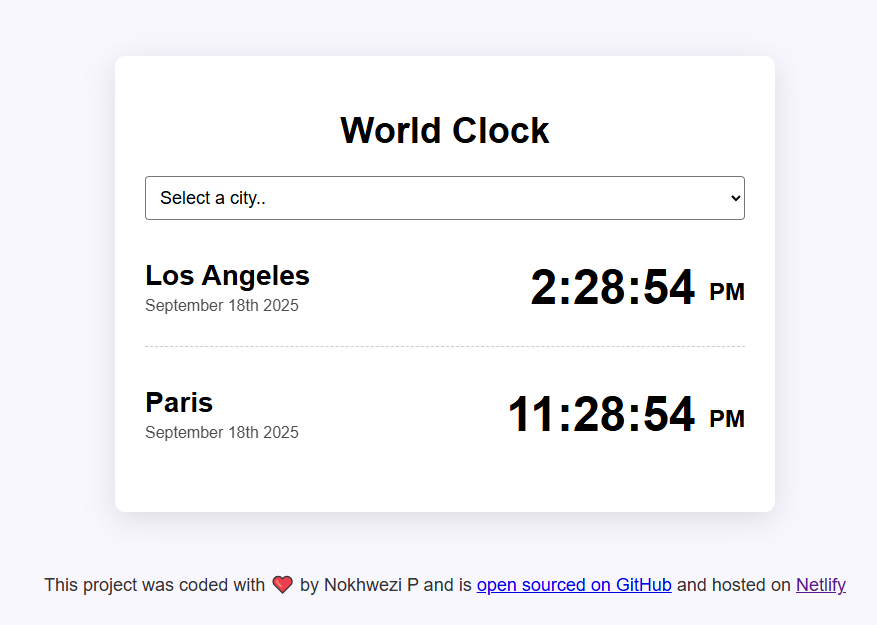 World Clock
Select a city..
Los Angeles
September 18th 2025
2:28:54 PM
Paris
September 18th 2025
11:28:54 PM
This project was coded with ❤️ by Nokhwezi P and is open sourced on GitHub and hosted on Netlify